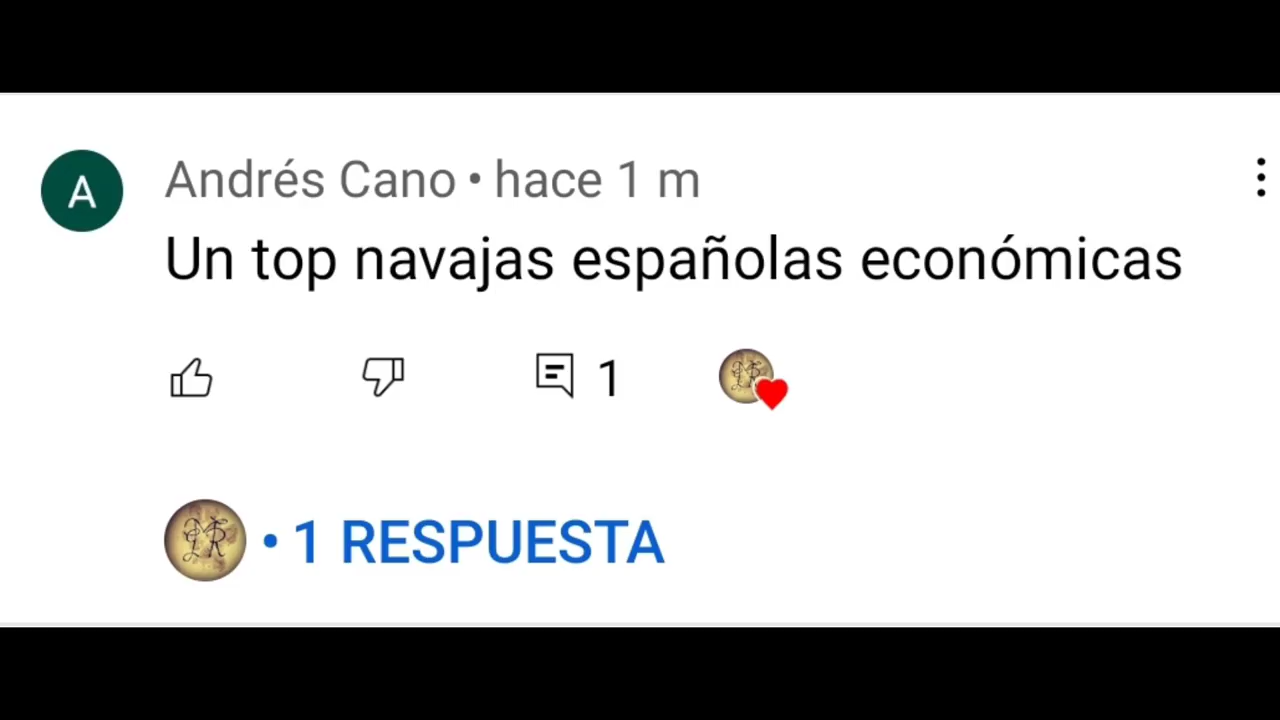 A
Andrés Cano • hace 1 m
Un top navajas españolas económicas
1
• 1 RESPUESTA